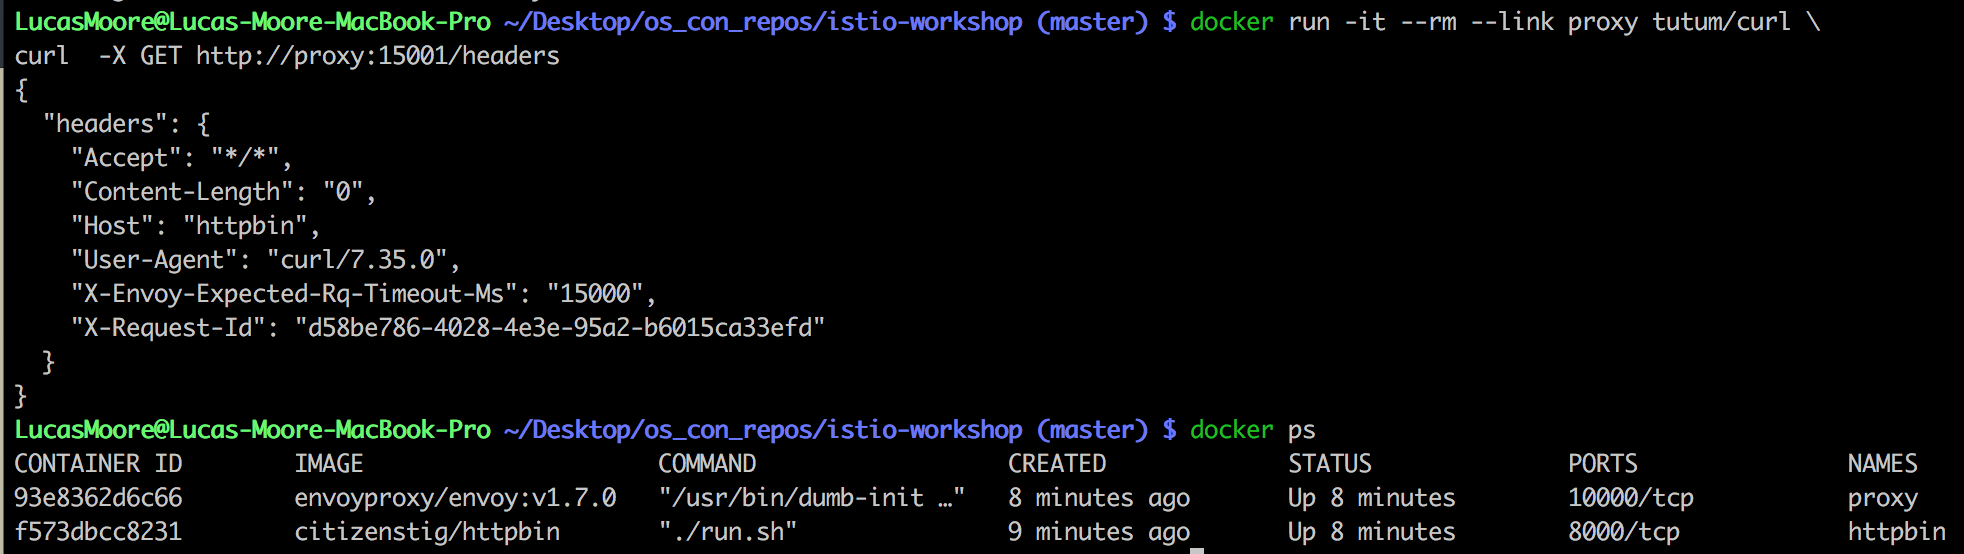 LucasMoore@Lucas-Moore-MacBook-Pro ~/Desktop/os_con_repos/istio-workshop (master) $ docker run -it --rm --link proxy tutum/curl \
curl  -X GET http://proxy:15001/headers
{
  "headers": {
    "Accept": "*/*",
    "Content-Length": "0",
    "Host": "httpbin",
    "User-Agent": "curl/7.35.0",
    "X-Envoy-Expected-Rq-Timeout-Ms": "15000",
    "X-Request-Id": "d58be786-4028-4e3e-95a2-b6015ca33efd"
  }
}
LucasMoore@Lucas-Moore-MacBook-Pro ~/Desktop/os_con_repos/istio-workshop (master) $ docker ps
CONTAINER ID        IMAGE                     COMMAND                  CREATED             STATUS              PORTS               NAMES
93e8362d6c66        envoyproxy/envoy:v1.7.0   "/usr/bin/dumb-init …"   8 minutes ago       Up 8 minutes        10000/tcp           proxy
f573dbcc8231        citizenstig/httpbin       "./run.sh"               9 minutes ago       Up 8 minutes        8000/tcp            httpbin